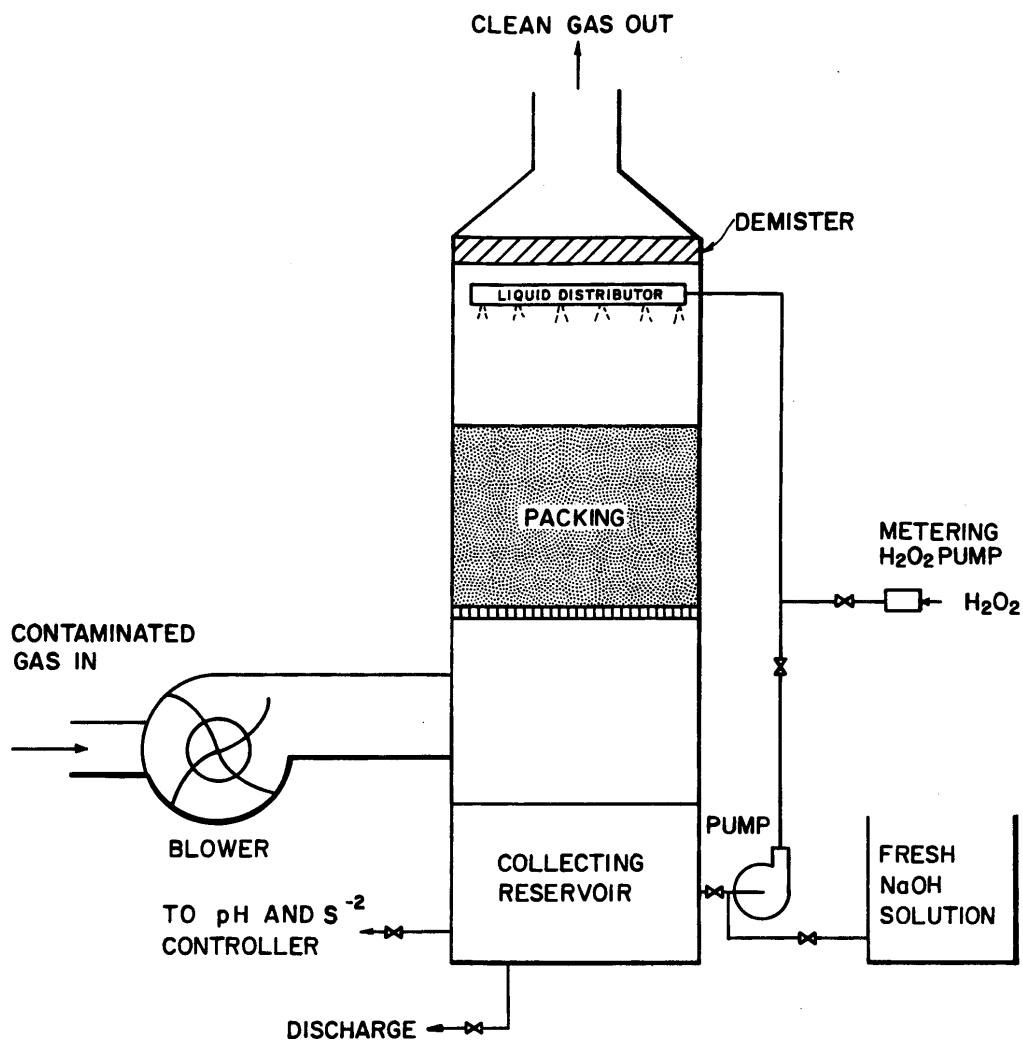 CLEAN GAS OUT
DEMISTER
LIQUID DISTRIBUTOR
PACKING
METERING
H₂O₂ PUMP
H₂O₂
CONTAMINATED
GAS IN
BLOWER
PUMP
COLLECTING
RESERVOIR
FRESH
NaOH
SOLUTION
TO pH AND S⁻²
CONTROLLER
DISCHARGE